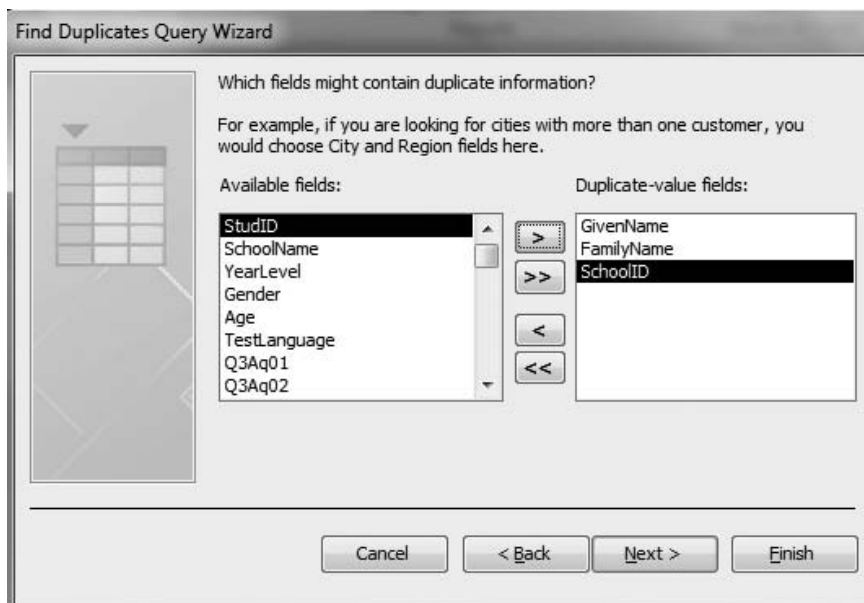 Find Duplicates Query Wizard
Which fields might contain duplicate information?
For example, if you are looking for cities with more than one customer, you
would choose City and Region fields here.
Available fields:
Duplicate-value fields:
StudID
SchoolName
YearLevel
Gender
Age
TestLanguage
Q3Aq01
Q3Aq02
>
>>
<
<<
GivenName
FamilyName
SchoolID
Cancel
< Back
Next >
Finish